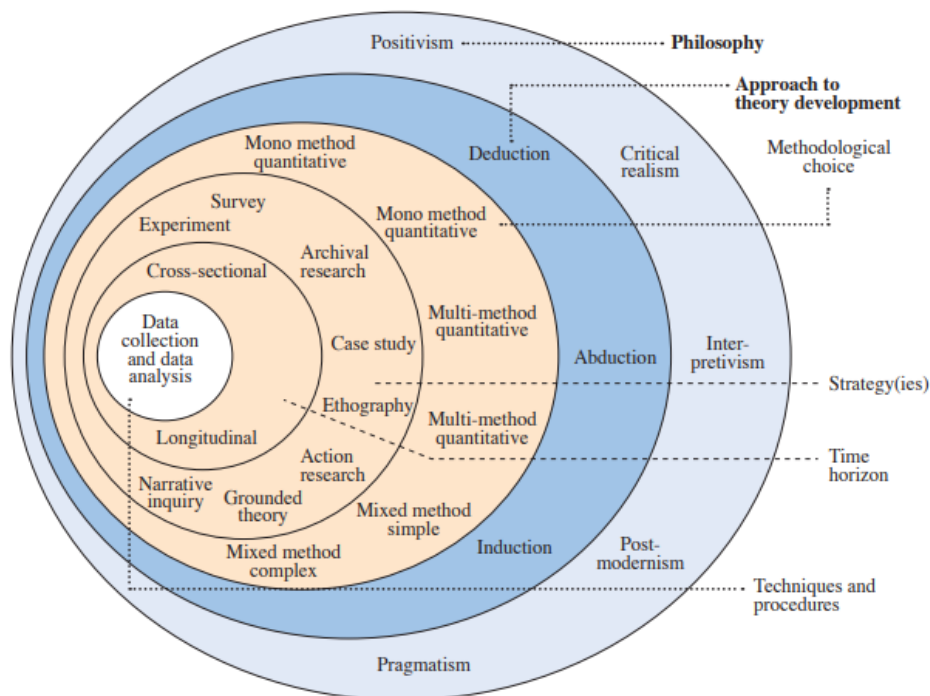 Positivism
Philosophy
Approach to
theory development
Mono method
quantitative
Deduction
Critical
realism
Methodological
choice
Survey
Mono method
quantitative
Experiment
Archival
research
Cross-sectional
Data
collection
and data
analysis
Multi-method
quantitative
Case study
Abduction
Inter-
pretivism
Strategy(ies)
Ethography
Multi-method
quantitative
Longitudinal
Action
research
Time
horizon
Narrative
inquiry
Grounded
theory
Mixed method
simple
Mixed method
complex
Induction
Post-
modernism
Techniques and
procedures
Pragmatism